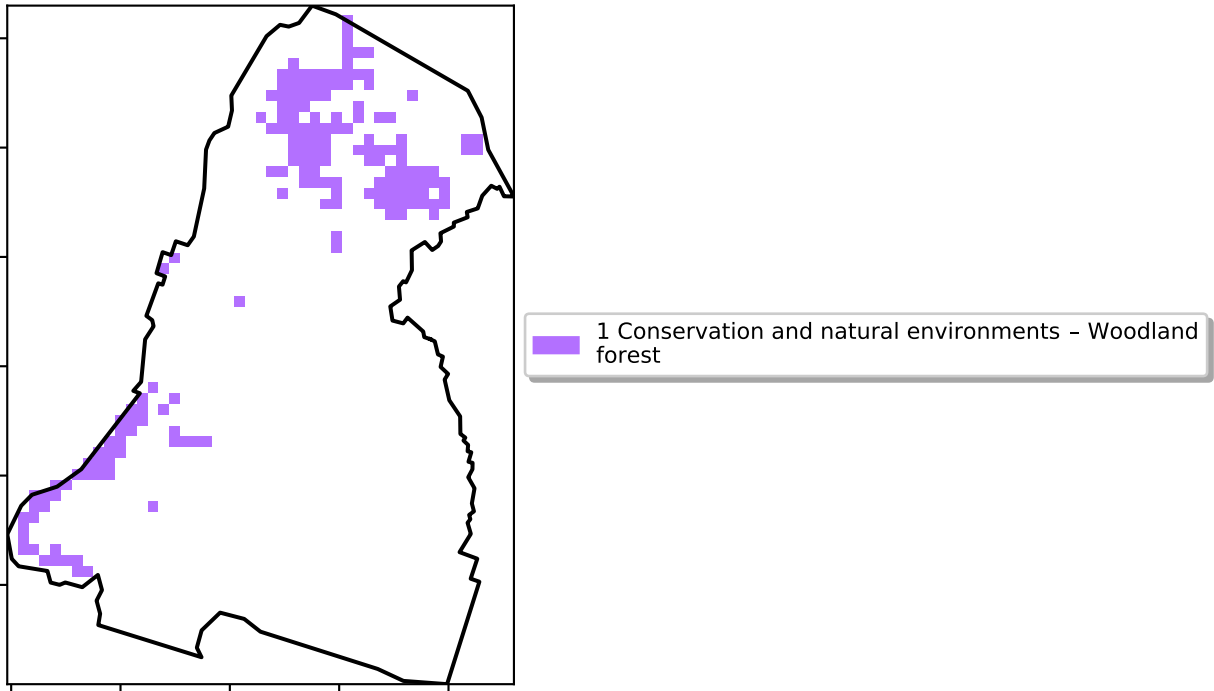 1 Conservation and natural environments – Woodland
forest